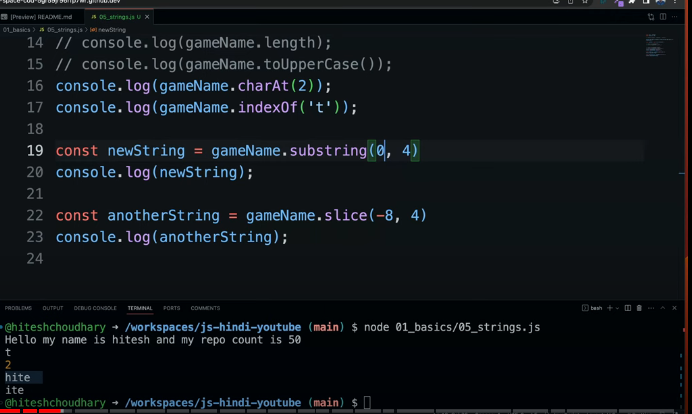 [Preview] README.md 05_strings.js U
01_basics > 05_strings.js > newString
14 // console.log(gameName.length);
15 // console.log(gameName.toUpperCase());
16 console.log(gameName.charAt(2));
17 console.log(gameName.indexOf('t'));
18
19 const newString = gameName.substring(0, 4)
20 console.log(newString);
21
22 const anotherString = gameName.slice(-8, 4)
23 console.log(anotherString);
24
PROBLEMS OUTPUT DEBUG CONSOLE TERMINAL PORTS COMMENTS bash
@hiteshchoudhary → /workspaces/js-hindi-youtube (main) $ node 01_basics/05_strings.js
Hello my name is hitesh and my repo count is 50
t
2
hite
ite
@hiteshchoudhary → /workspaces/js-hindi-youtube (main) $